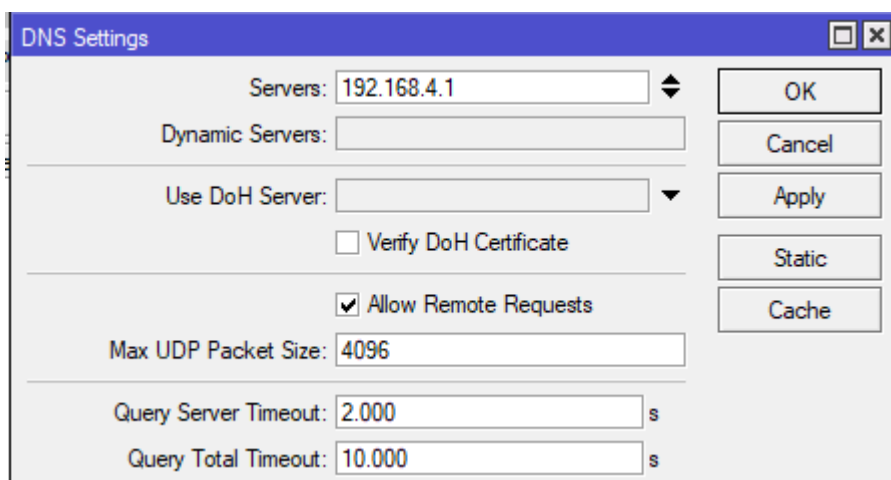 DNS Settings
Servers: 192.168.4.1
OK
Dynamic Servers:
Cancel
Use DoH Server:
Apply
Verify DoH Certificate
Static
Allow Remote Requests
Cache
Max UDP Packet Size: 4096
Query Server Timeout: 2.000 s
Query Total Timeout: 10.000 s